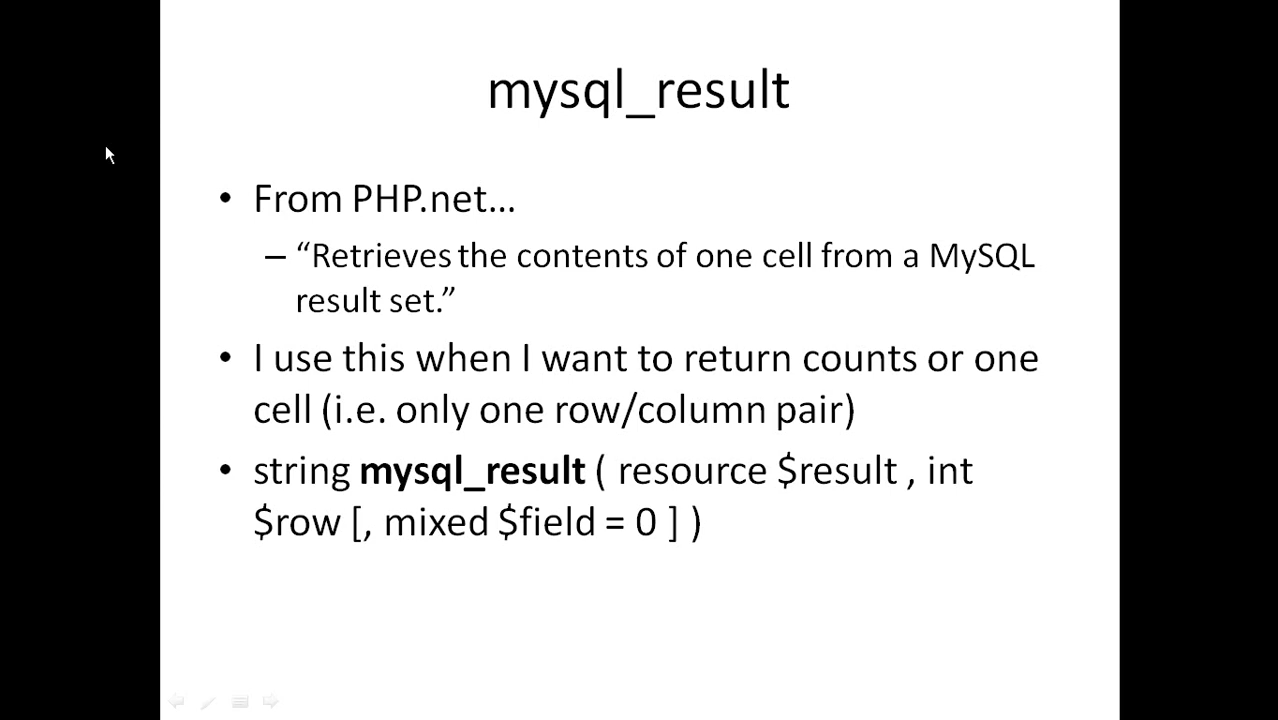 mysql_result
• From PHP.net…
– “Retrieves the contents of one cell from a MySQL
result set.”
• I use this when I want to return counts or one
cell (i.e. only one row/column pair)
• string mysql_result ( resource $result , int
$row [, mixed $field = 0 ] )